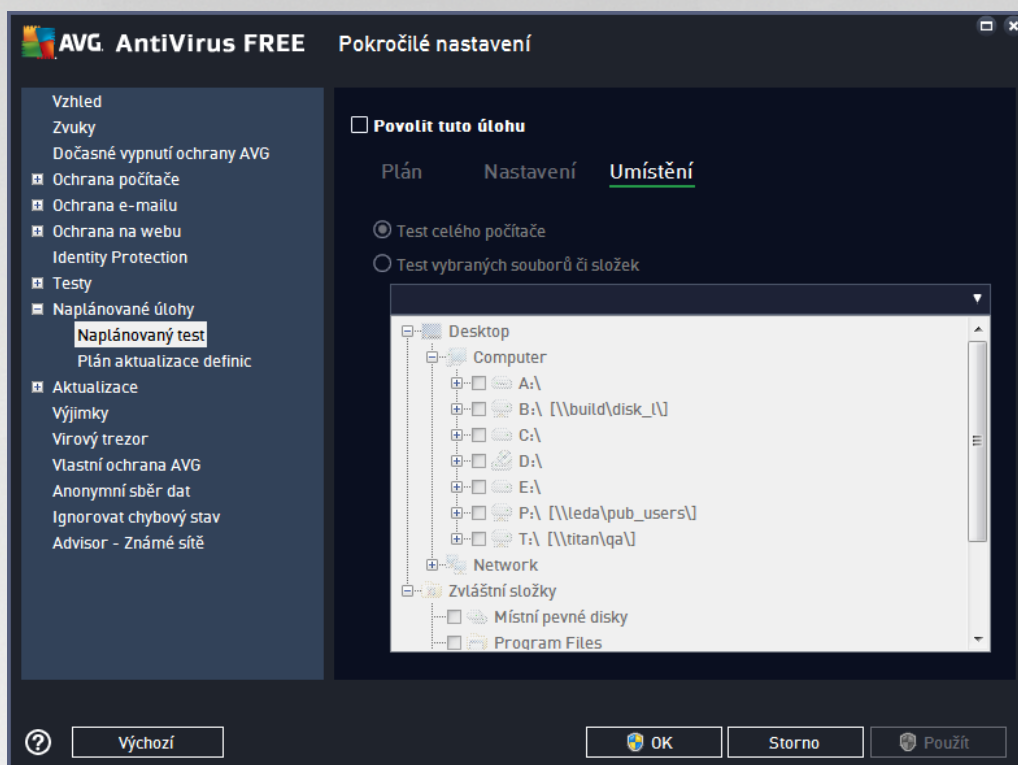 AVG. AntiVirus FREE Pokročilé nastavení
Vzhled
Zvuky
Dočasné vypnutí ochrany AVG
Ochrana počítače
Ochrana e-mailu
Ochrana na webu
Identity Protection
Testy
Naplánované úlohy
Naplánovaný test
Plán aktualizace definic
Aktualizace
Výjimky
Virový trezor
Vlastní ochrana AVG
Anonymní sběr dat
Ignorovat chybový stav
Advisor - Známé sítě
Povolit tuto úlohu
Plán Nastavení Umístění
Test celého počítače
Test vybraných souborů či složek
Desktop
Computer
A:\
B:\ [\\build\disk_l\]
C:\
D:\
E:\
P:\ [\\leda\pub_users\]
T:\ [\\titan\qa\]
Network
Zvláštní složky
Místní pevné disky
Program Files
? Výchozí OK Storno Použít